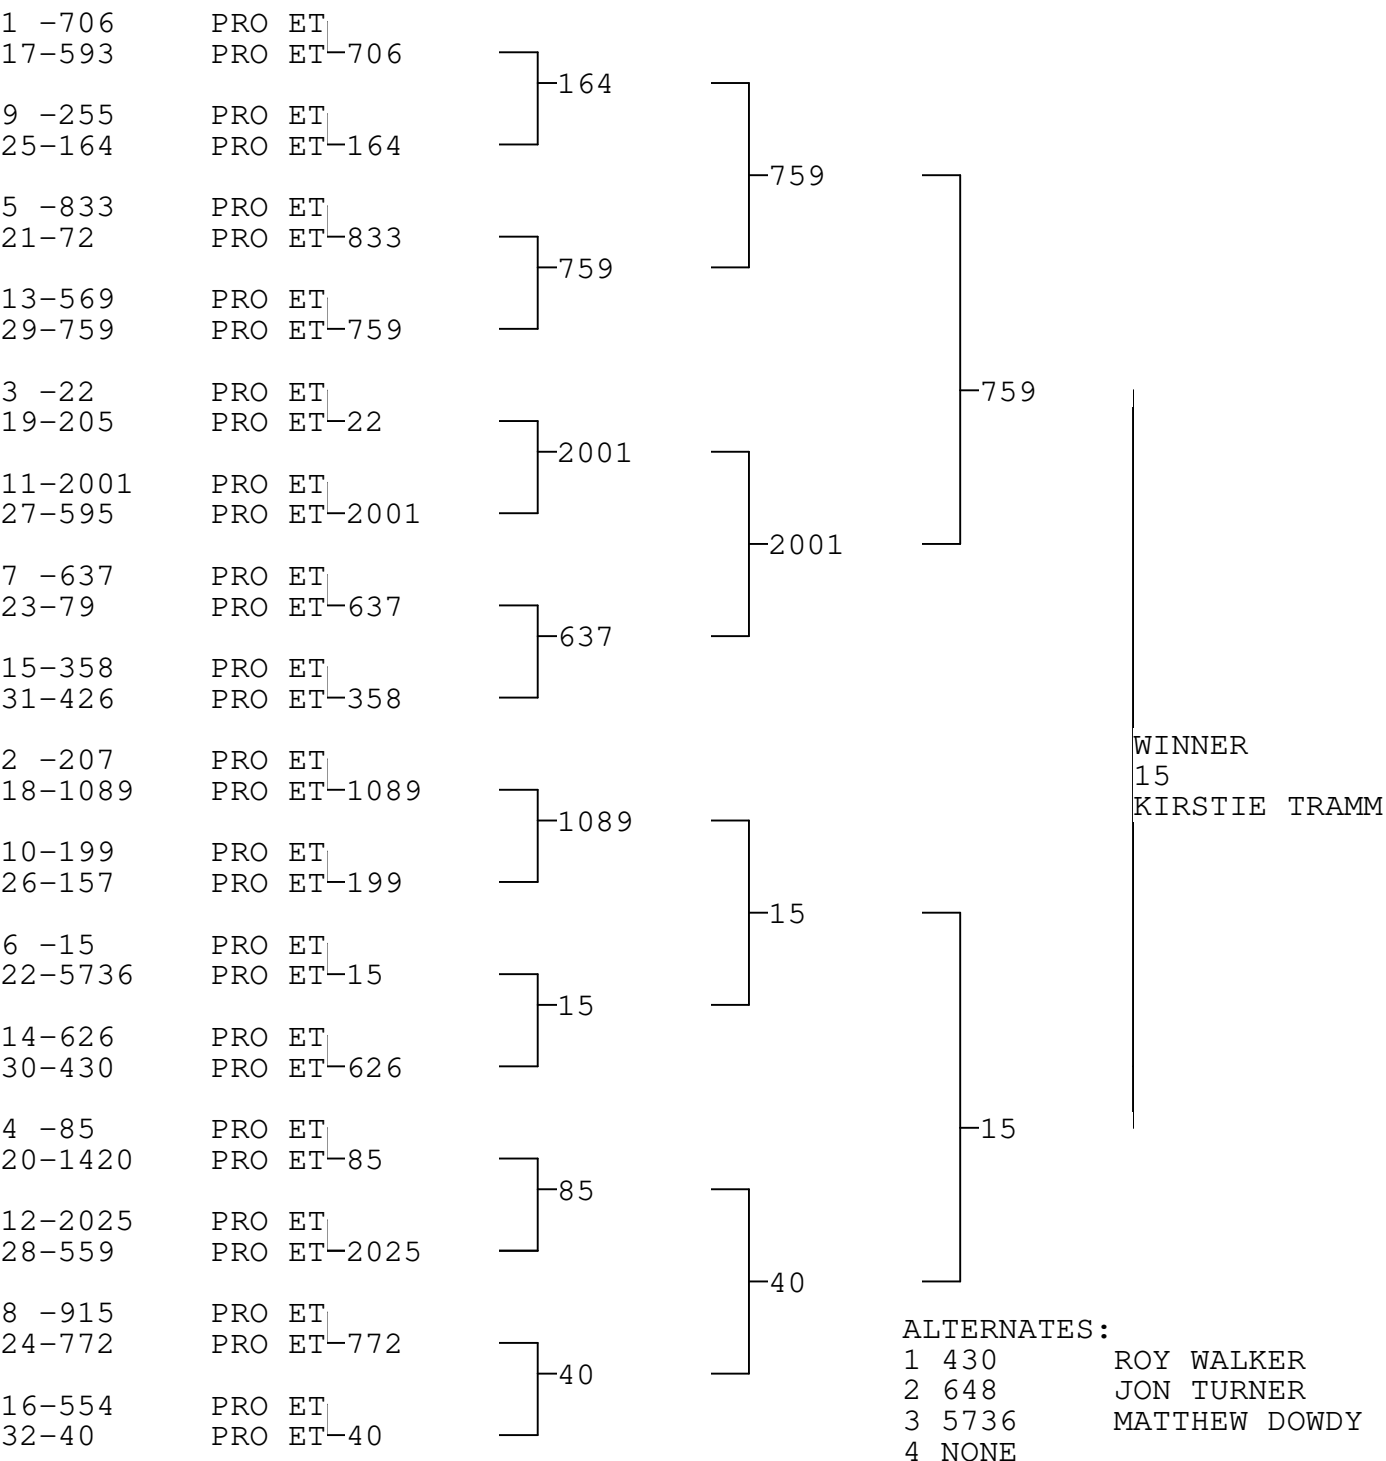 1 -706 PRO ET
17-593 PRO ET 706
164
9 -255 PRO ET
25-164 PRO ET 164
759
5 -833 PRO ET
21-72 PRO ET 833
759
13-569 PRO ET
29-759 PRO ET 759
3 -22 PRO ET
759
19-205 PRO ET 22
2001
11-2001 PRO ET
27-595 PRO ET 2001
2001
7 -637 PRO ET
23-79 PRO ET 637
637
15-358 PRO ET
31-426 PRO ET 358
WINNER
2 -207 PRO ET
15
18-1089 PRO ET 1089
KIRSTIE TRAMM
1089
10-199 PRO ET
26-157 PRO ET 199
15
6 -15 PRO ET
22-5736 PRO ET 15
15
14-626 PRO ET
30-430 PRO ET 626
4 -85 PRO ET
15
20-1420 PRO ET 85
85
12-2025 PRO ET
28-559 PRO ET 2025
40
8 -915 PRO ET
ALTERNATES:
24-772 PRO ET 772
1 430 ROY WALKER
40
2 648 JON TURNER
16-554 PRO ET
3 5736 MATTHEW DOWDY
32-40 PRO ET 40
4 NONE